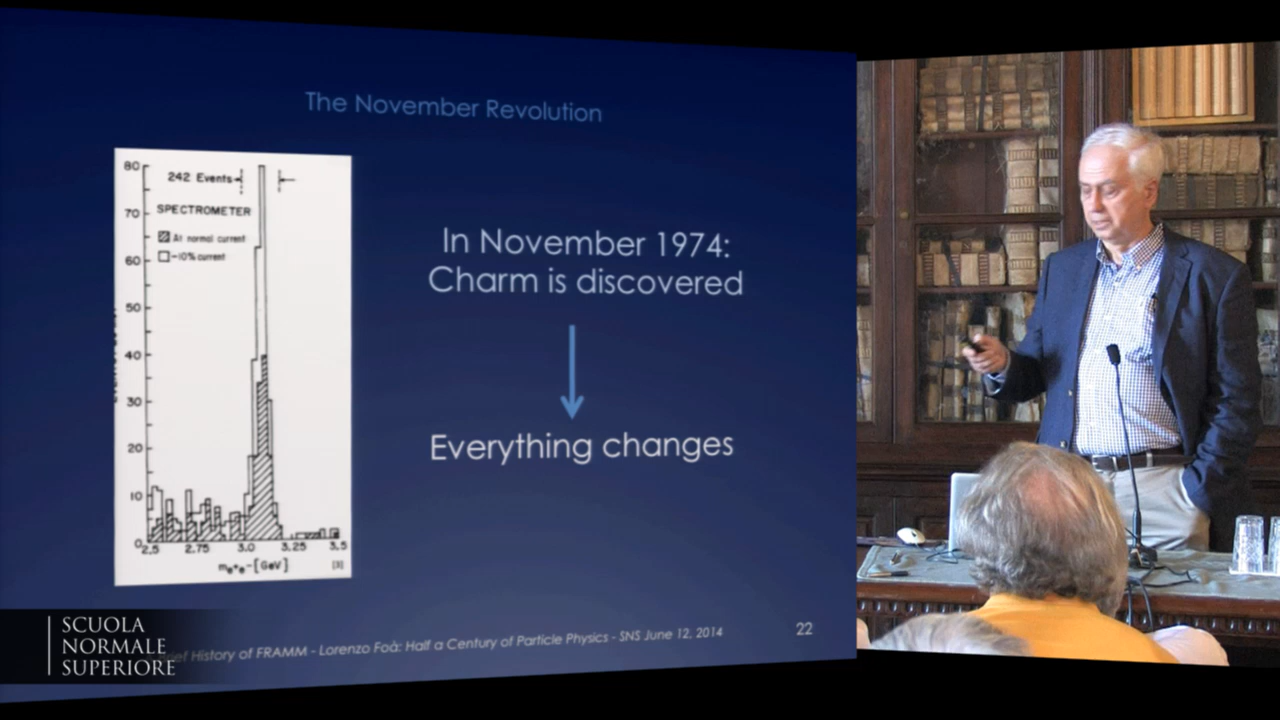 The November Revolution
80
242 Events
70
SPECTROMETER
At normal current
-10% current
60
50
40
30
20
10
0
2.5 2.75 3.0 3.25 3.5
me+e- [GeV] [3]
In November 1974:
Charm is discovered
Everything changes
ief History of FRAMM - Lorenzo Foà: Half a Century of Particle Physics - SNS June 12, 2014
22
SCUOLA
NORMALE
SUPERIORE